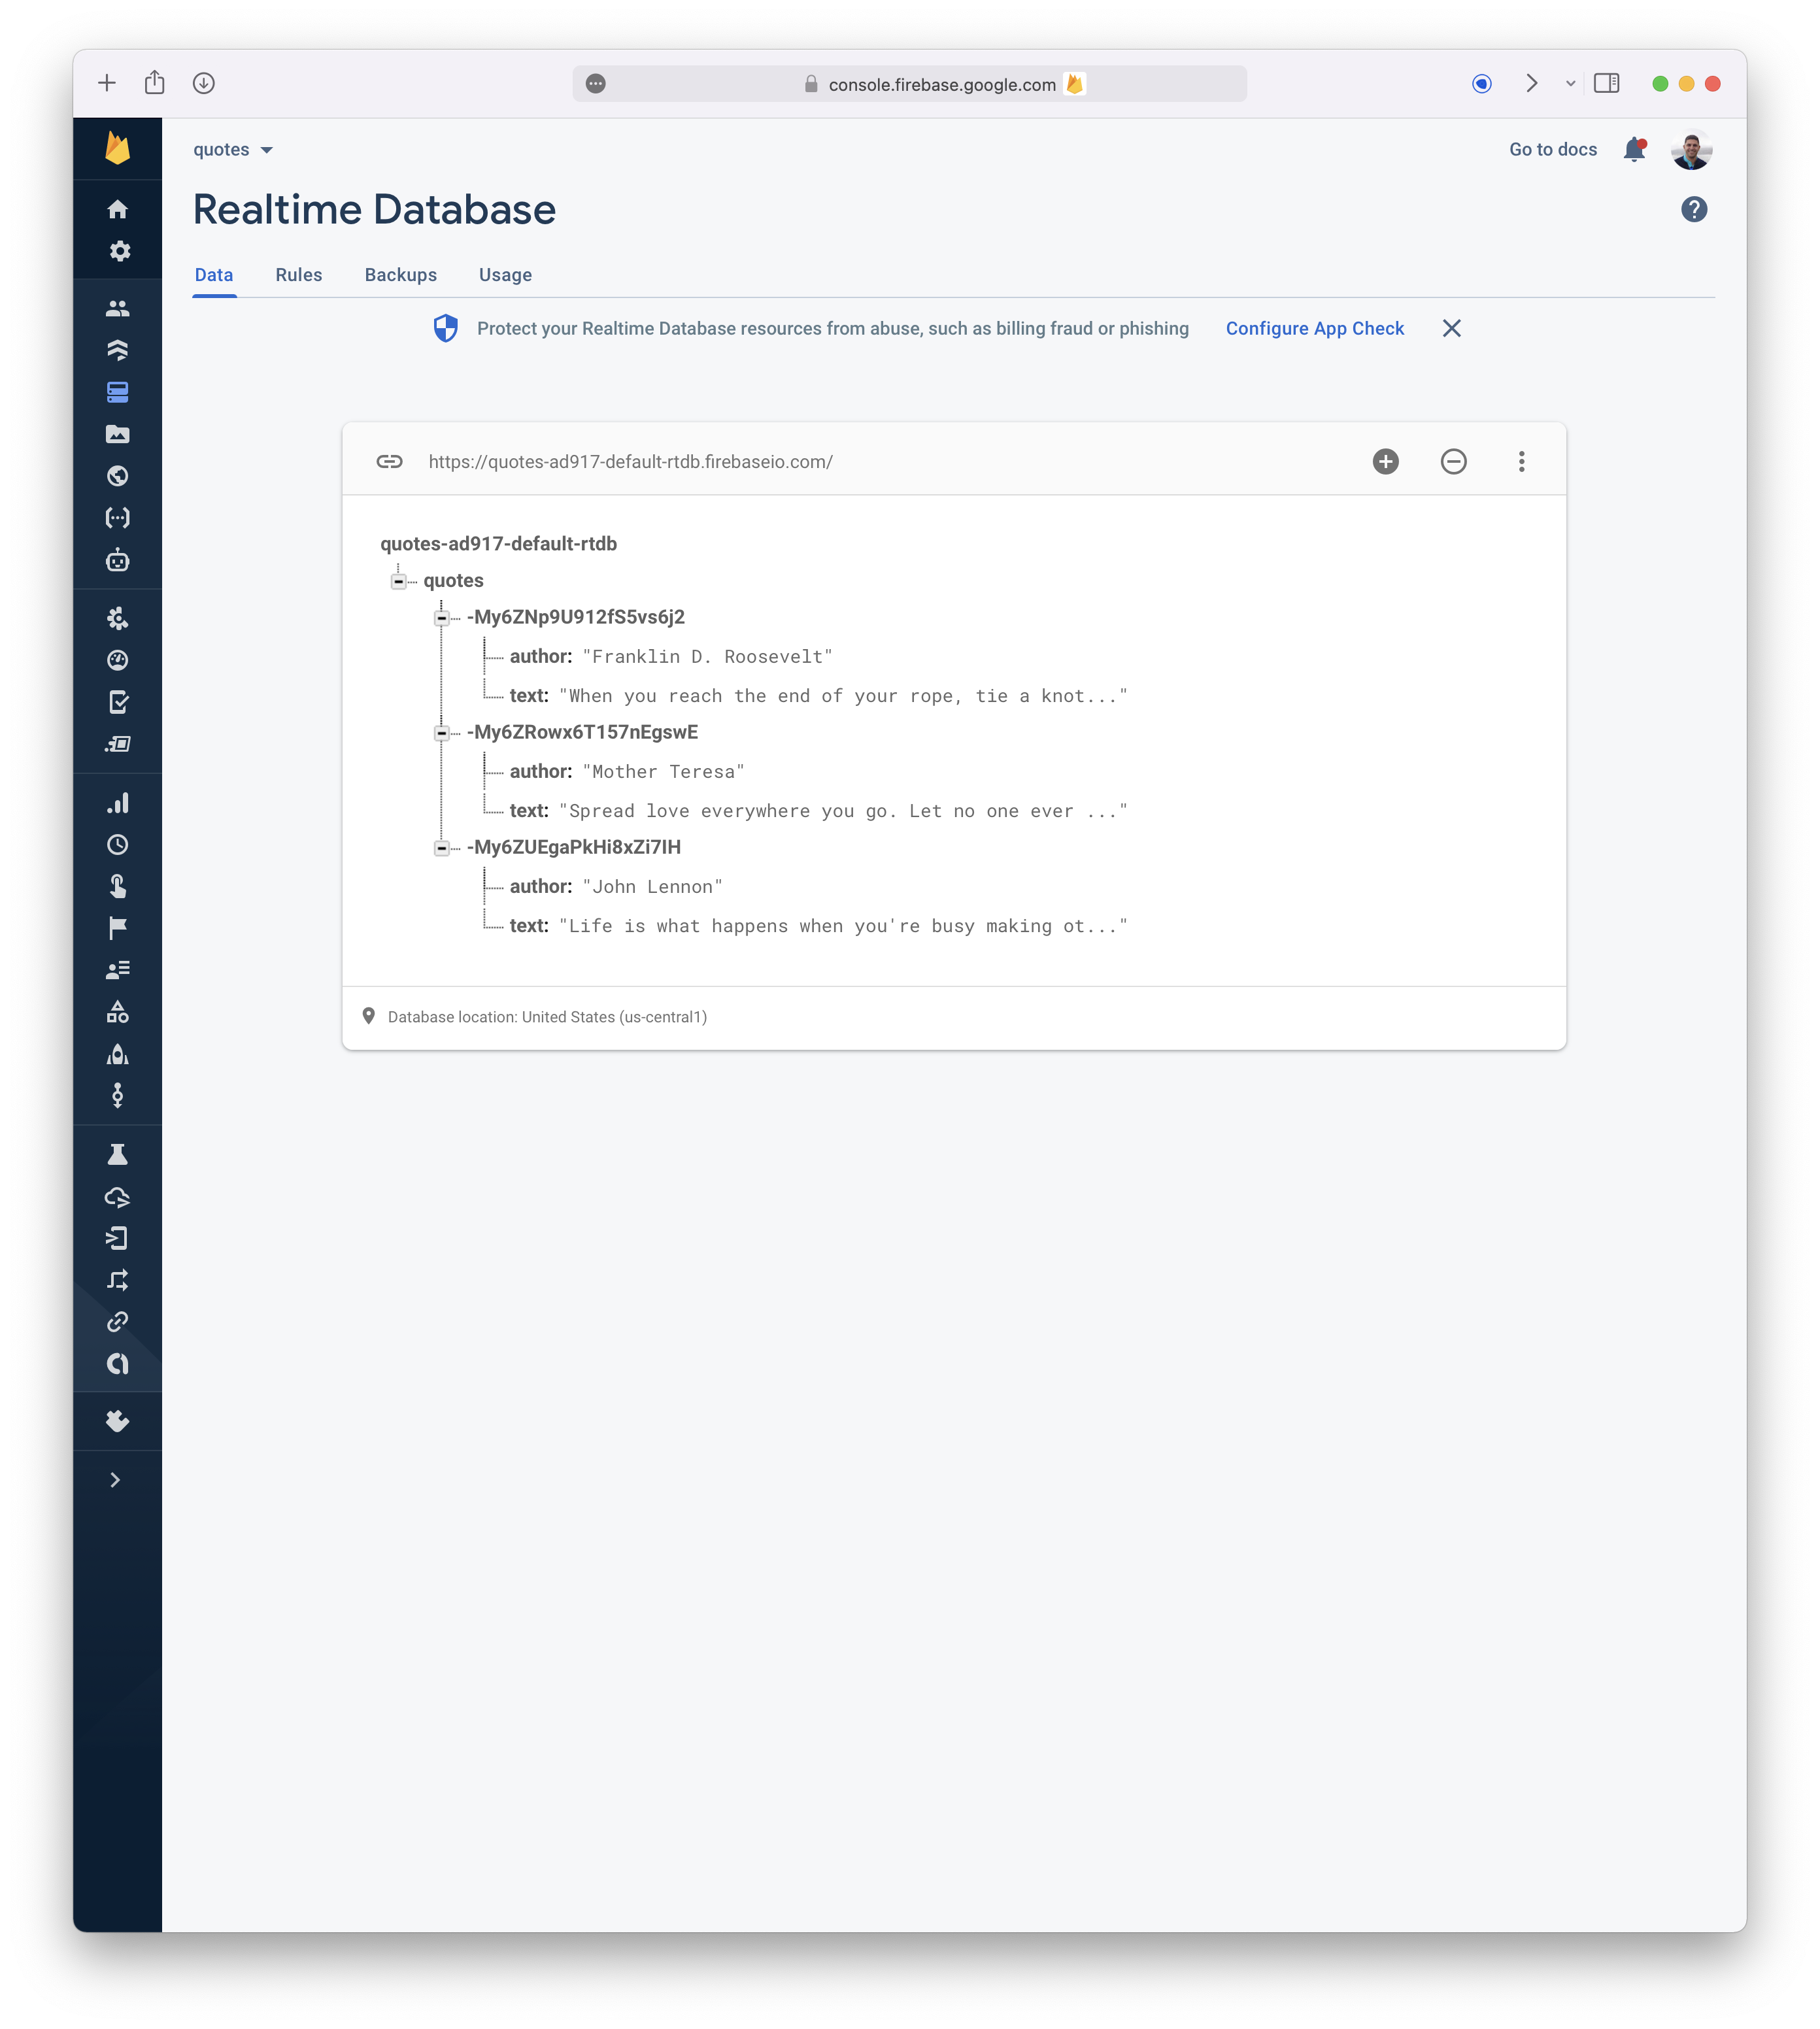 console.firebase.google.com
quotes
Go to docs
Realtime Database
Data Rules Backups Usage
Protect your Realtime Database resources from abuse, such as billing fraud or phishing Configure App Check
https://quotes-ad917-default-rtdb.firebaseio.com/
quotes-ad917-default-rtdb
quotes
-My6ZNp9U912fS5vs6j2
author: "Franklin D. Roosevelt"
text: "When you reach the end of your rope, tie a knot..."
-My6ZRowx6T157nEgswE
author: "Mother Teresa"
text: "Spread love everywhere you go. Let no one ever ..."
-My6ZUEgaPkHi8xZi7IH
author: "John Lennon"
text: "Life is what happens when you're busy making ot..."
Database location: United States (us-central1)